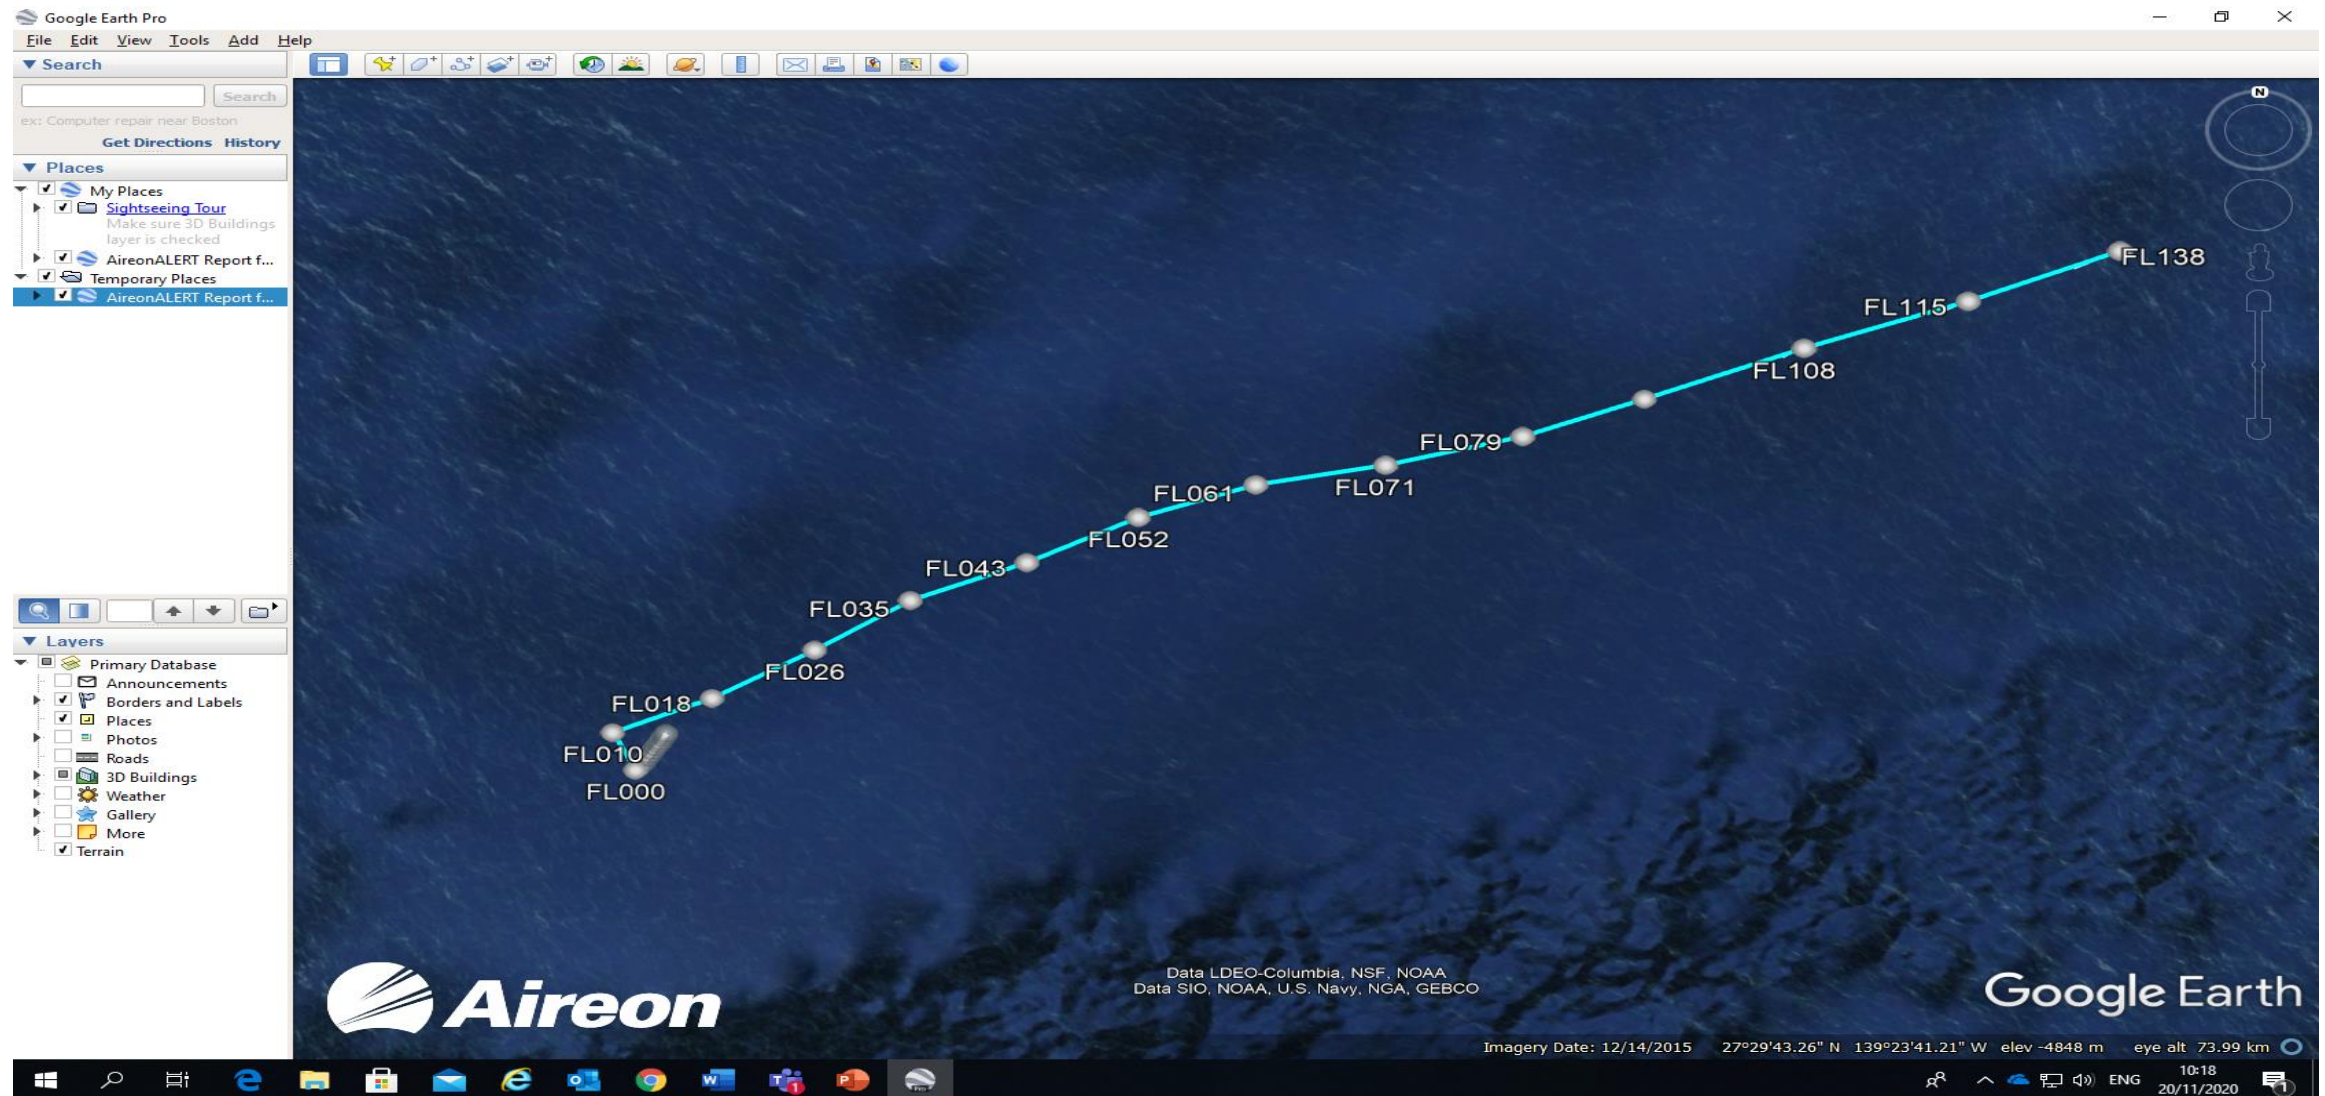 Google Earth Pro
File Edit View Tools Add Help
Search
Search
ex: Computer repair near Boston
Get Directions History
Places
My Places
Sightseeing Tour
Make sure 3D Buildings
layer is checked
AireonALERT Report f...
Temporary Places
AireonALERT Report f...
Layers
Primary Database
Announcements
Borders and Labels
Places
Photos
Roads
3D Buildings
Weather
Gallery
More
Terrain
N
FL138
FL115
FL108
FL079
FL071
FL061
FL052
FL043
FL035
FL026
FL018
FL010
FL000
Aireon
Data LDEO-Columbia, NSF, NOAA
Data SIO, NOAA, U.S. Navy, NGA, GEBCO
Google Earth
Imagery Date: 12/14/2015 27°29'43.26" N 139°23'41.21" W elev -4848 m eye alt 73.99 km
ENG
10:18
20/11/2020